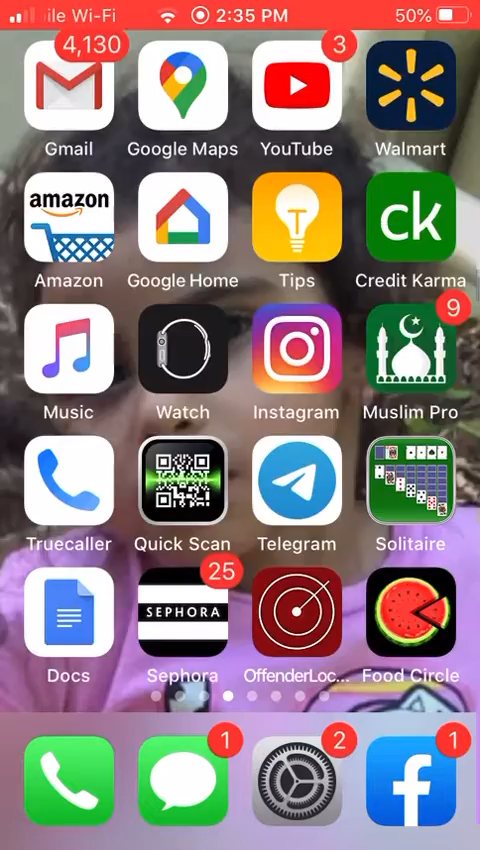 ile Wi-Fi 2:35 PM 50%
4,130 3
Gmail Google Maps YouTube Walmart
amazon ck
Amazon Google Home Tips Credit Karma
9
Music Watch Instagram Muslim Pro
Truecaller Quick Scan Telegram Solitaire
25
SEPHORA
Docs Sephora OffenderLoc... Food Circle
1 2 1